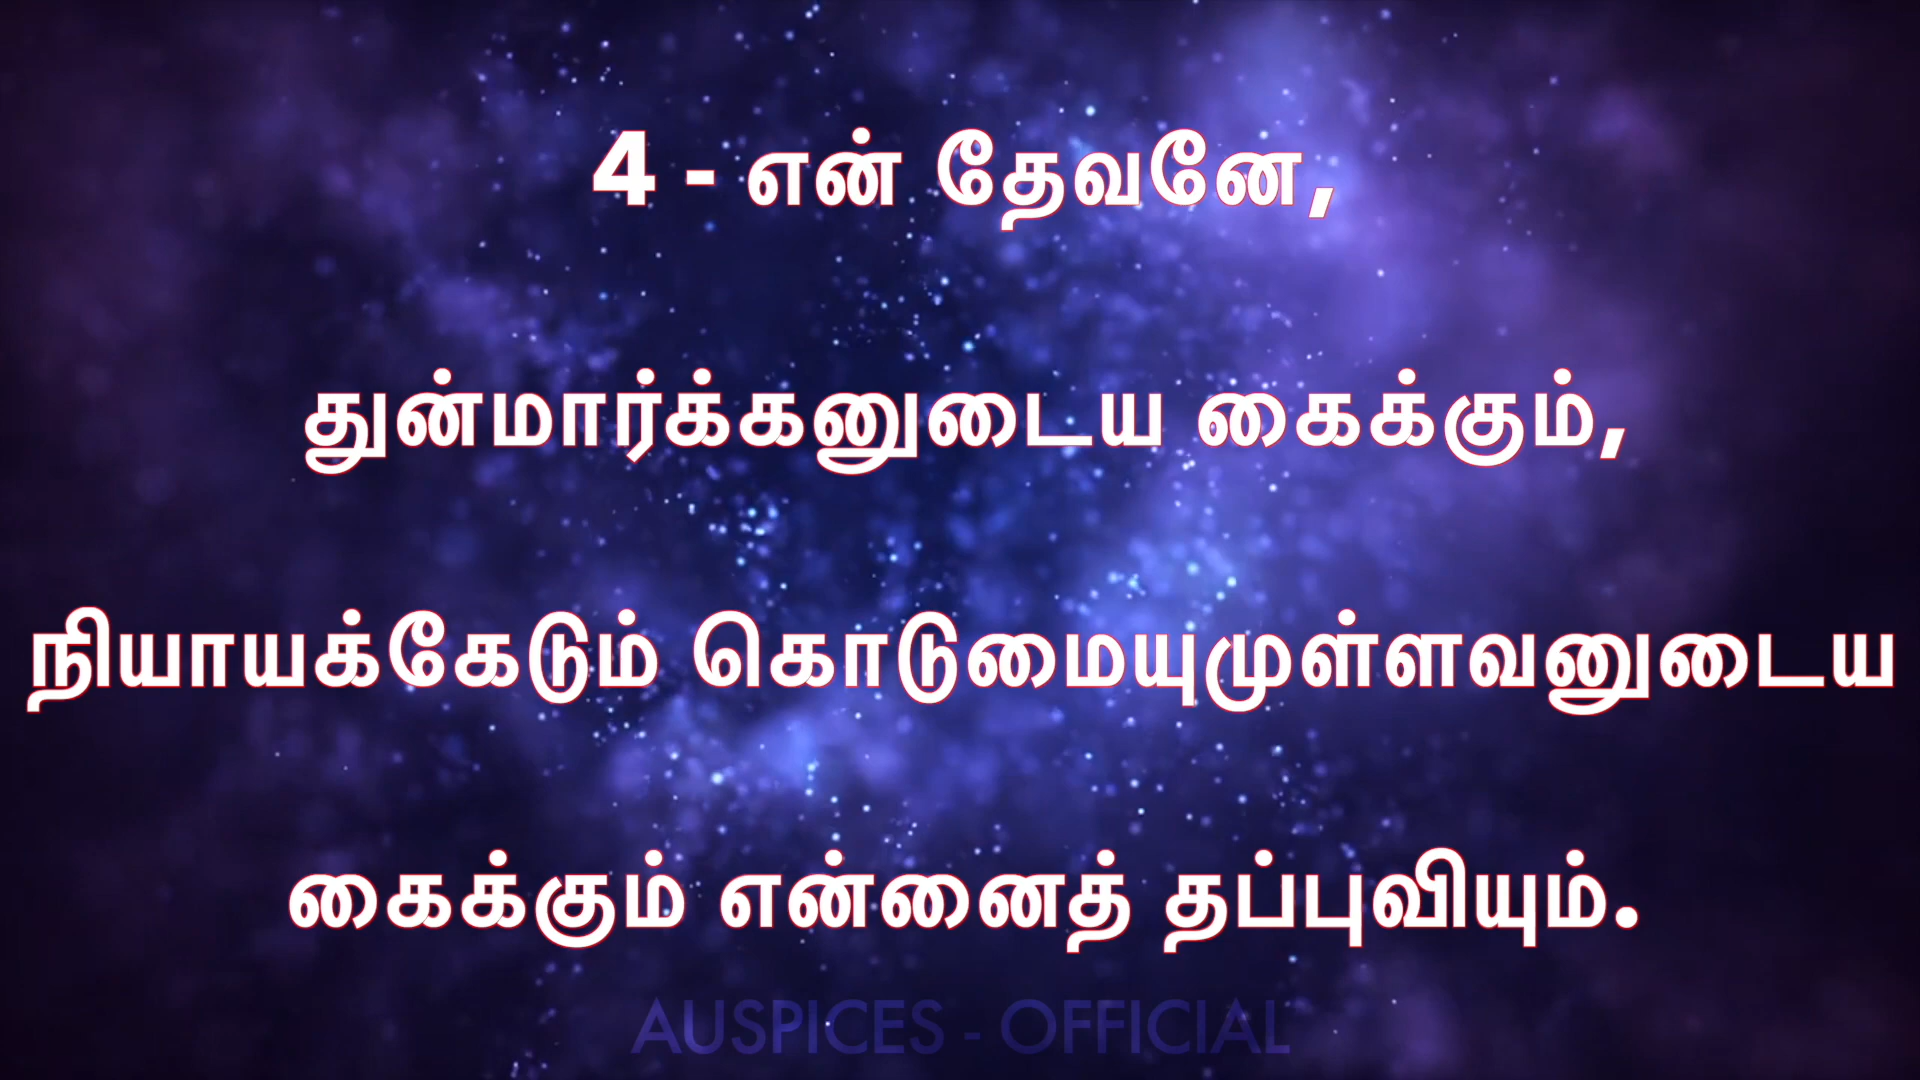 4 - என் தேவனே,
துன்மார்க்கனுடைய கைக்கும்,
நியாயக்கேடும் கொடுமையுமுள்ளவனுடைய
கைக்கும் என்னைத் தப்புவியும்.
AUSPICES - OFFICIAL